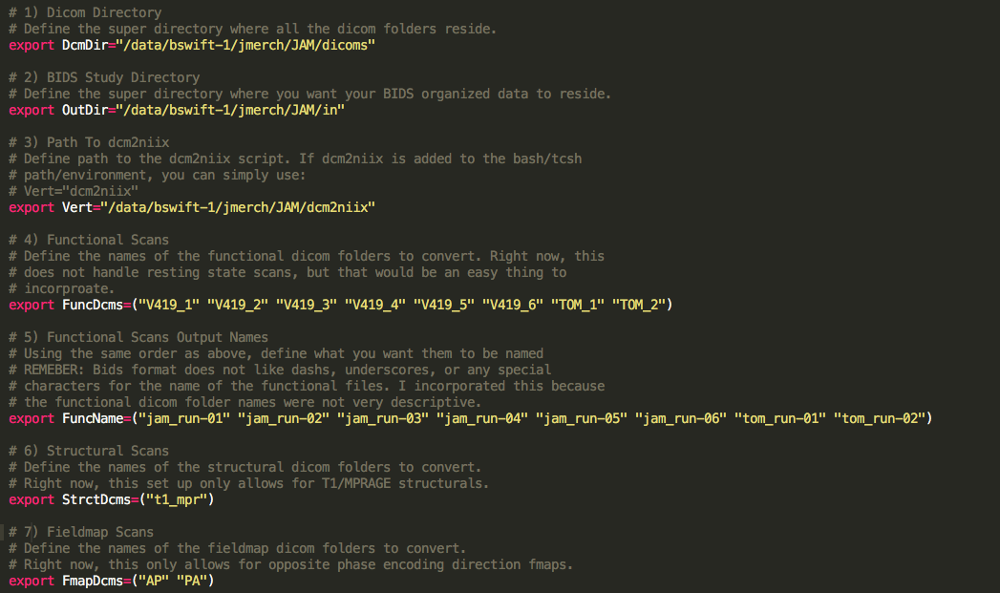 # 1) Dicom Directory
# Define the super directory where all the dicom folders reside.
export DcmDir="/data/bswift-1/jmerch/JAM/dicoms"
# 2) BIDS Study Directory
# Define the super directory where you want your BIDS organized data to reside.
export OutDir="/data/bswift-1/jmerch/JAM/in"
# 3) Path To dcm2niix
# Define path to the dcm2niix script. If dcm2niix is added to the bash/tcsh
# path/environment, you can simply use:
# Vert="dcm2niix"
export Vert="/data/bswift-1/jmerch/JAM/dcm2niix"
# 4) Functional Scans
# Define the names of the functional dicom folders to convert. Right now, this
# does not handle resting state scans, but that would be an easy thing to
# incorproate.
export FuncDcms=("V419_1" "V419_2" "V419_3" "V419_4" "V419_5" "V419_6" "TOM_1" "TOM_2")
# 5) Functional Scans Output Names
# Using the same order as above, define what you want them to be named
# REMEBER: Bids format does not like dashs, underscores, or any special
# characters for the name of the functional files. I incorporated this because
# the functional dicom folder names were not very descriptive.
export FuncName=("jam_run-01" "jam_run-02" "jam_run-03" "jam_run-04" "jam_run-05" "jam_run-06" "tom_run-01" "tom_run-02")
# 6) Structural Scans
# Define the names of the structural dicom folders to convert.
# Right now, this set up only allows for T1/MPRAGE structurals.
export StrctDcms=("t1_mpr")
# 7) Fieldmap Scans
# Define the names of the fieldmap dicom folders to convert.
# Right now, this only allows for opposite phase encoding direction fmaps.
export FmapDcms=("AP" "PA")